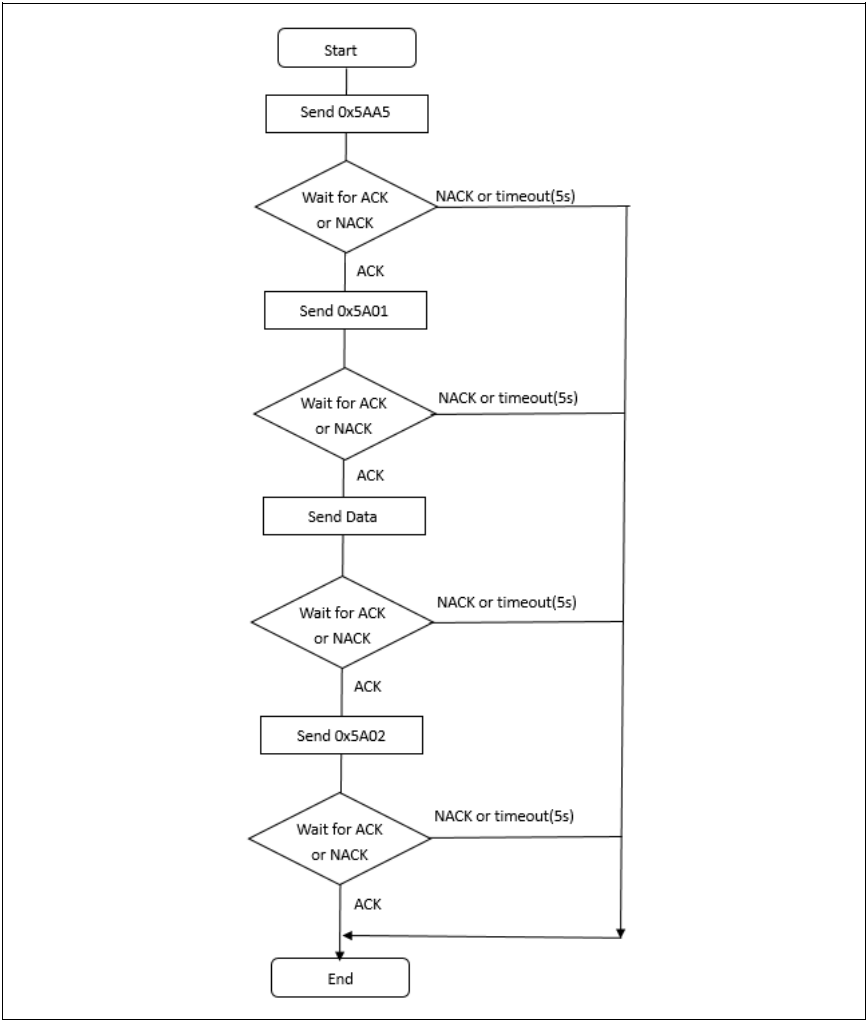 Start
Send 0x5AA5
Wait for ACK
or NACK
NACK or timeout(5s)
ACK
Send 0x5A01
Wait for ACK
or NACK
NACK or timeout(5s)
ACK
Send Data
Wait for ACK
or NACK
NACK or timeout(5s)
ACK
Send 0x5A02
Wait for ACK
or NACK
NACK or timeout(5s)
ACK
End